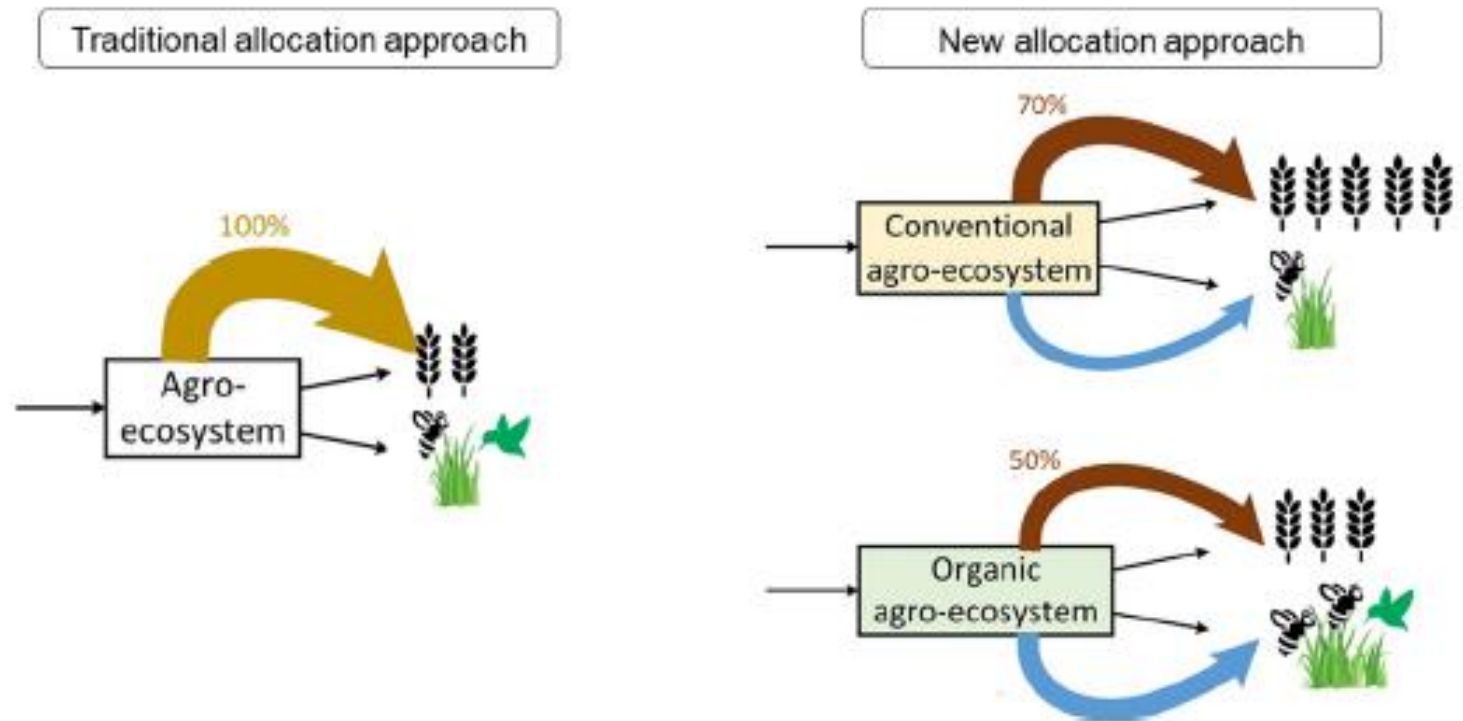 Traditional allocation approach
New allocation approach
100%
Agro-
ecosystem
70%
Conventional
agro-ecosystem
50%
Organic
agro-ecosystem